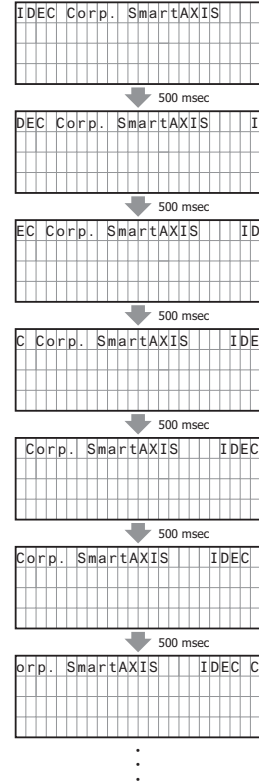 IDEC Corp. SmartAXIS
500 msec
DEC Corp. SmartAXIS    I
500 msec
EC Corp. SmartAXIS    ID
500 msec
C Corp. SmartAXIS    IDE
500 msec
 Corp. SmartAXIS    IDEC
500 msec
Corp. SmartAXIS    IDEC
500 msec
orp. SmartAXIS    IDEC C